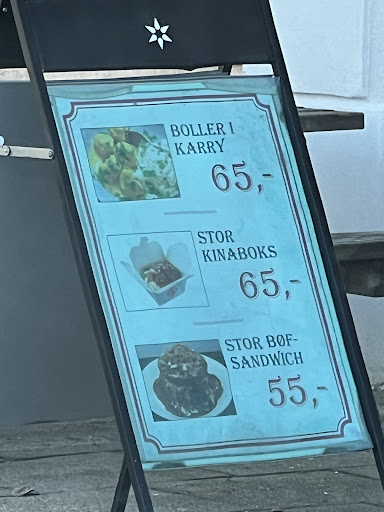 BOLLER I
KARRY
65,-
STOR
KINABOKS
65,-
STOR BØF-
SANDWICH
55,-